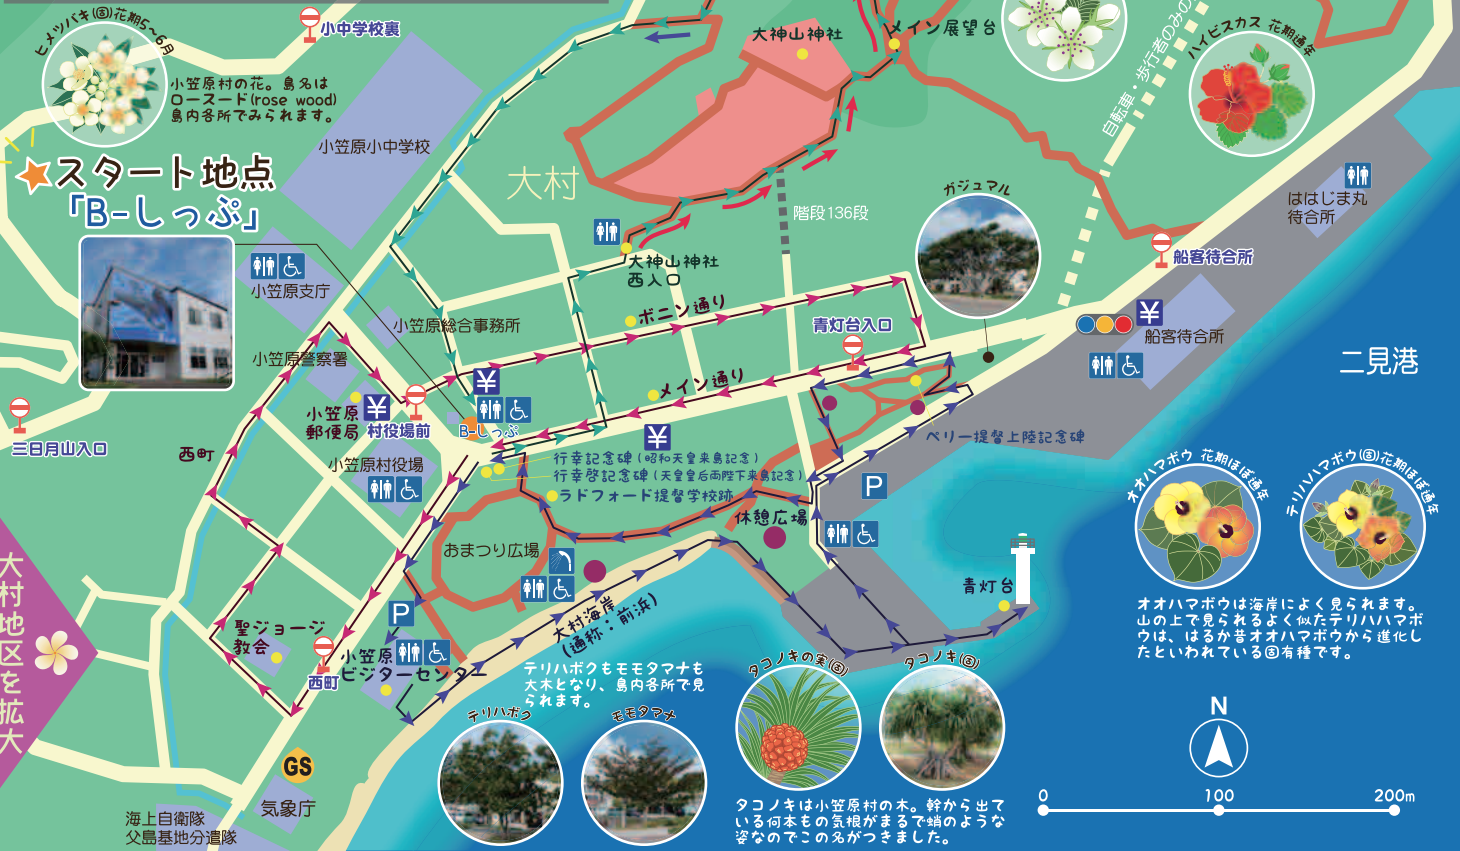 ヒメツバキ(固)花期5~6月
小笠原村の花。島名は
ロースード(rose wood)
島内各所でみられます。
スタート地点
「B-しっぷ」
小中学校裏
小笠原小中学校
大村
大神山神社
メイン展望台
自転車・歩行者のみの
ハイビスカス 花期通年
ははじま丸
待合所
船客待合所
船客待合所
階段136段
ガジュマル
大神山神社
西入口
小笠原支庁
小笠原総合事務所
小笠原警察署
ボニン通り
メイン通り
青灯台入口
小笠原
郵便局
村役場前
B-しっぷ
三日月山入口
西町
小笠原村役場
行幸記念碑(昭和天皇来島記念)
行幸啓記念碑(天皇皇后両陛下来島記念)
ラドフォード提督学校跡
ペリー提督上陸記念碑
二見港
P
休憩広場
おまつり広場
大村海岸
(通称:前浜)
P
青灯台
聖ジョージ
教会
西町
小笠原
ビジターセンター
大村地区を拡大
テリハボクもモモタマナも
大木となり、島内各所で見
られます。
テリハボク
モモタマナ
タコノキの実(固)
タコノキ(固)
タコノキは小笠原村の木。幹から出て
いる何本もの気根がまるで蛸のような
姿なのでこの名がつきました。
オオハマボウ 花期ほぼ通年
テリハハマボウ(固)花期ほぼ通年
オオハマボウは海岸によく見られます。
山の上で見られるよく似たテリハハマボ
ウは、はるか昔オオハマボウから進化し
たといわれている固有種です。
GS
気象庁
海上自衛隊
父島基地分遣隊
N
0 100 200m